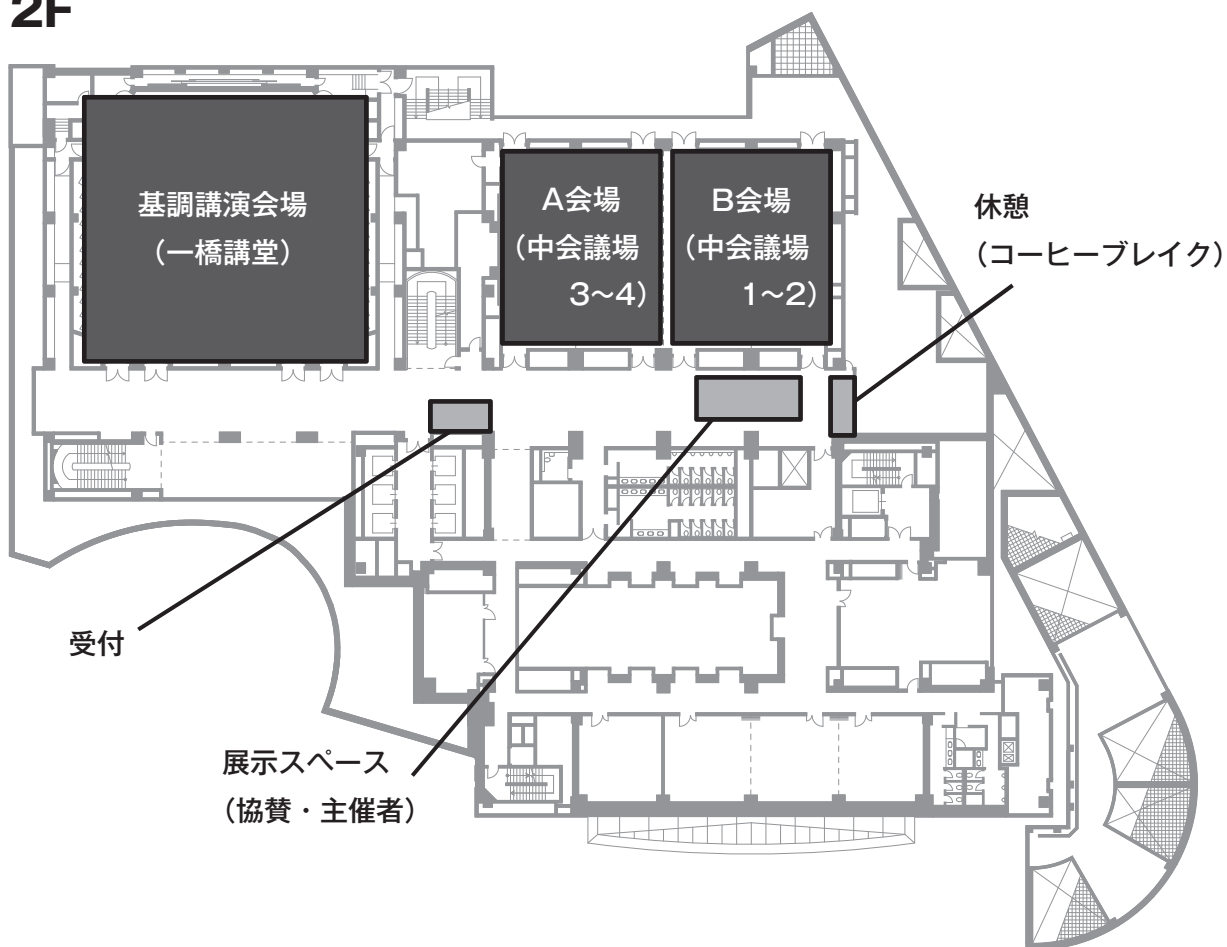 2F
基調講演会場
（一橋講堂）
A会場
（中会議場
3〜4）
B会場
（中会議場
1〜2）
休憩
（コーヒーブレイク）
受付
展示スペース
（協賛・主催者）